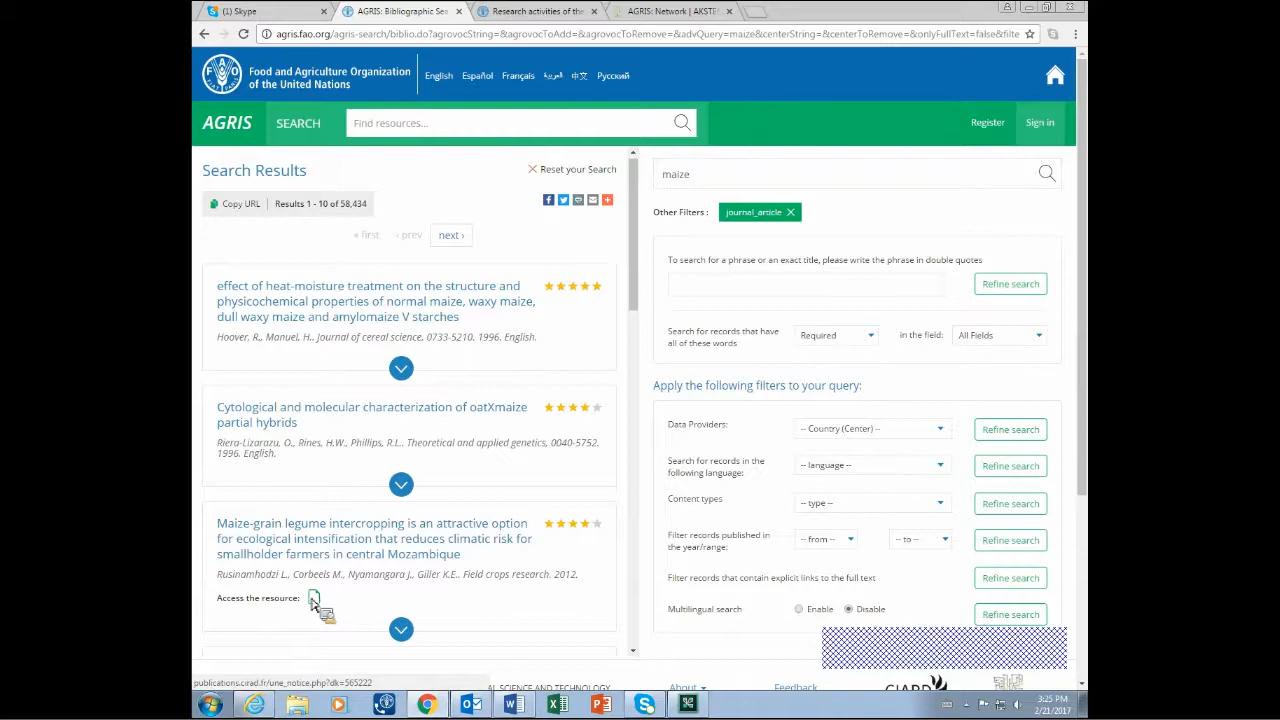 (1) Skype
AGRIS: Bibliographic Sea
Research activities of the
AGRIS: Network | AKSTEM
agris.fao.org/agris-search/biblio.do?agrovocString=&agrovocToAdd=&agrovocToRemove=&advQuery=maize&centerString=&centerToRemove=&onlyFullText=false&filte
Food and Agriculture Organization
of the United Nations
English Español Français العربية 中文 Русский
AGRIS SEARCH Find resources... Register Sign in
Search Results
Reset your Search
Copy URL | Results 1 - 10 of 58,434
« first ‹ prev next ›
effect of heat-moisture treatment on the structure and
physicochemical properties of normal maize, waxy maize,
dull waxy maize and amylomaize V starches
Hoover, R., Manuel, H.. Journal of cereal science, 0733-5210. 1996. English.
Cytological and molecular characterization of oatXmaize
partial hybrids
Riera-Lizarazu, O., Rines, H.W., Phillips, R.L.. Theoretical and applied genetics, 0040-5752.
1996. English.
Maize-grain legume intercropping is an attractive option
for ecological intensification that reduces climatic risk for
smallholder farmers in central Mozambique
Rusinamhodzi L., Corbeels M., Nyamangara J., Giller K.E.. Field crops research. 2012.
Access the resource:
maize
Other Filters : journal_article
To search for a phrase or an exact title, please write the phrase in double quotes
Refine search
Search for records that have
all of these words
Required
in the field:
All Fields
Apply the following filters to your query:
Data Providers: -- Country (Center) -- Refine search
Search for records in the
following language:
-- language -- Refine search
Content types -- type -- Refine search
Filter records published in
the year/range:
-- from -- -- to -- Refine search
Filter records that contain explicit links to the full text Refine search
Multilingual search Enable Disable Refine search
publications.cirad.fr/une_notice.php?dk=565222
AL SCIENCE AND TECHNOLOGY
About
Feedback
CIARD
3:25 PM
2/21/2017